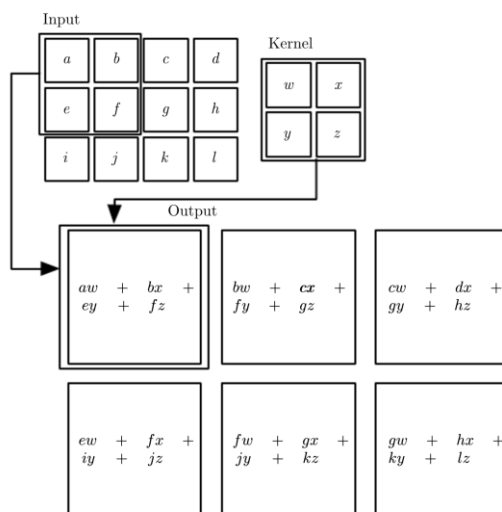 Input
Kernel
a b c d
w x
e f g h
y z
i j k l
Output
aw + bx +
ey + fz
bw + cx +
fy + gz
cw + dx +
gy + hz
ew + fx +
iy + jz
fw + gx +
jy + kz
gw + hx +
ky + lz